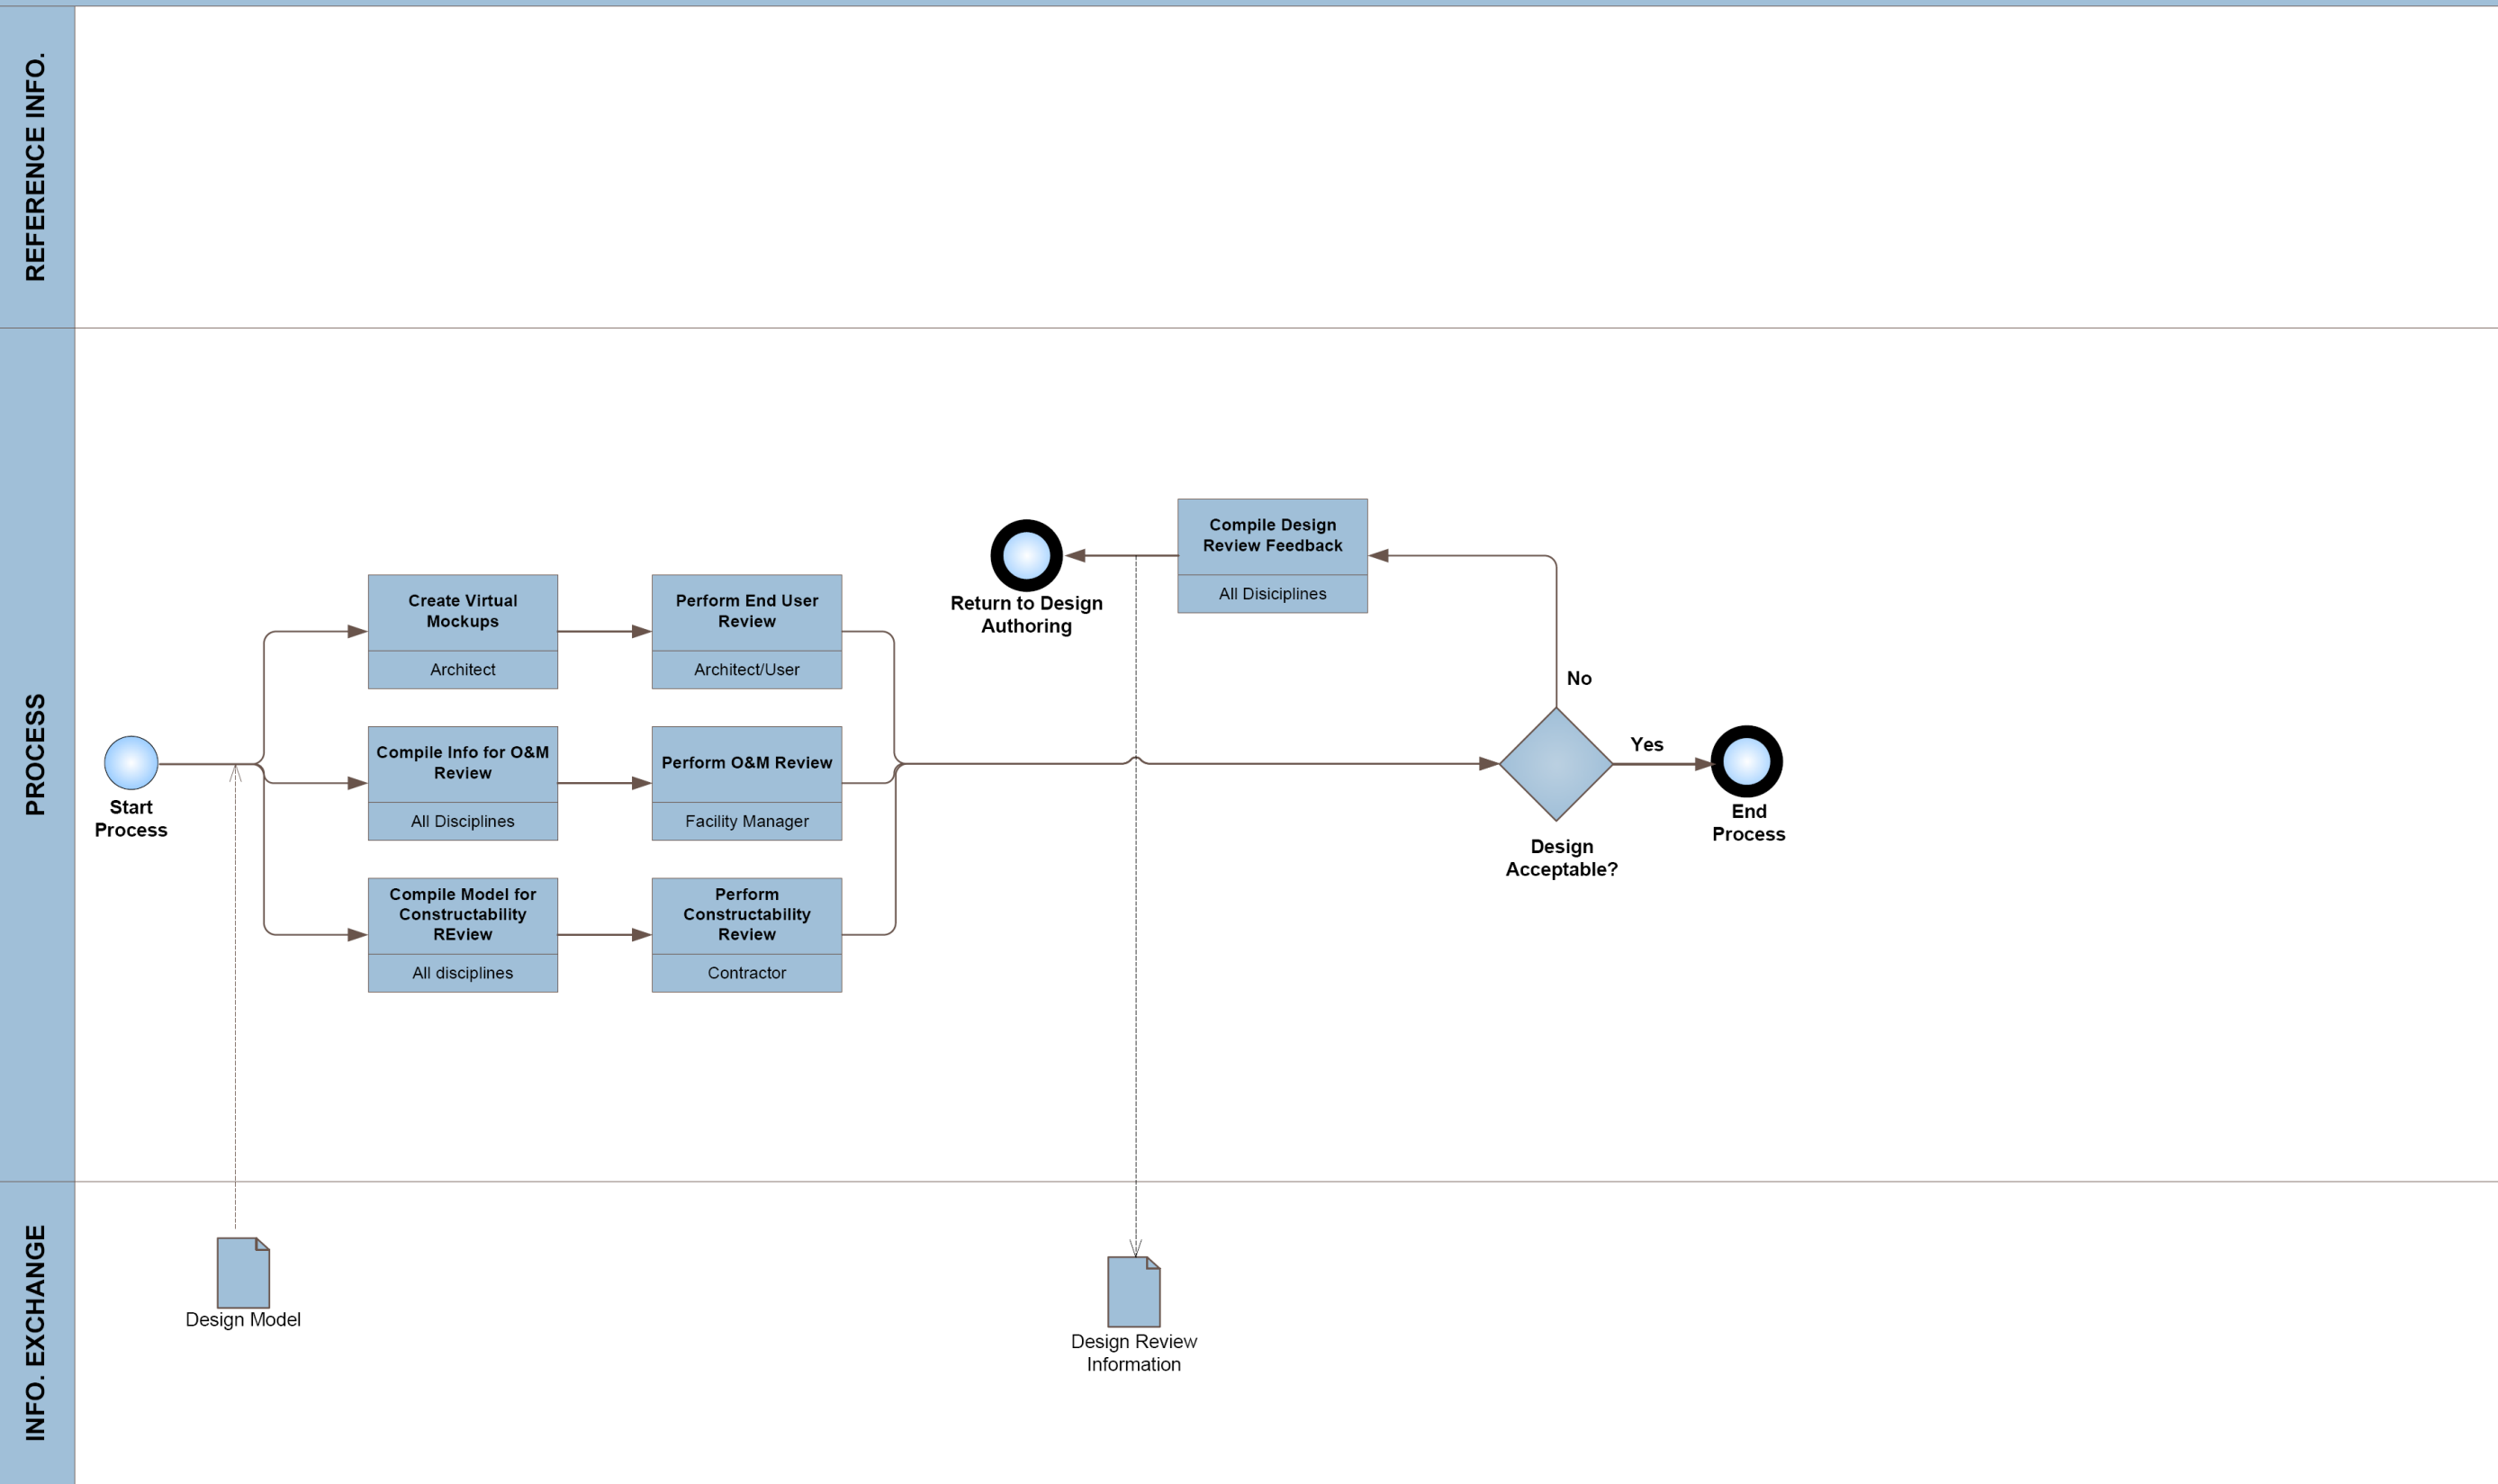 REFERENCE INFO.
PROCESS
Start
Process
Create Virtual
Mockups
Architect
Perform End User
Review
Architect/User
Compile Info for O&M
Review
All Disciplines
Perform O&M Review
Facility Manager
Compile Model for
Constructability
REview
All disciplines
Perform
Constructability
Review
Contractor
Return to Design
Authoring
Compile Design
Review Feedback
All Disiciplines
No
Yes
Design
Acceptable?
End
Process
INFO. EXCHANGE
Design Model
Design Review
Information